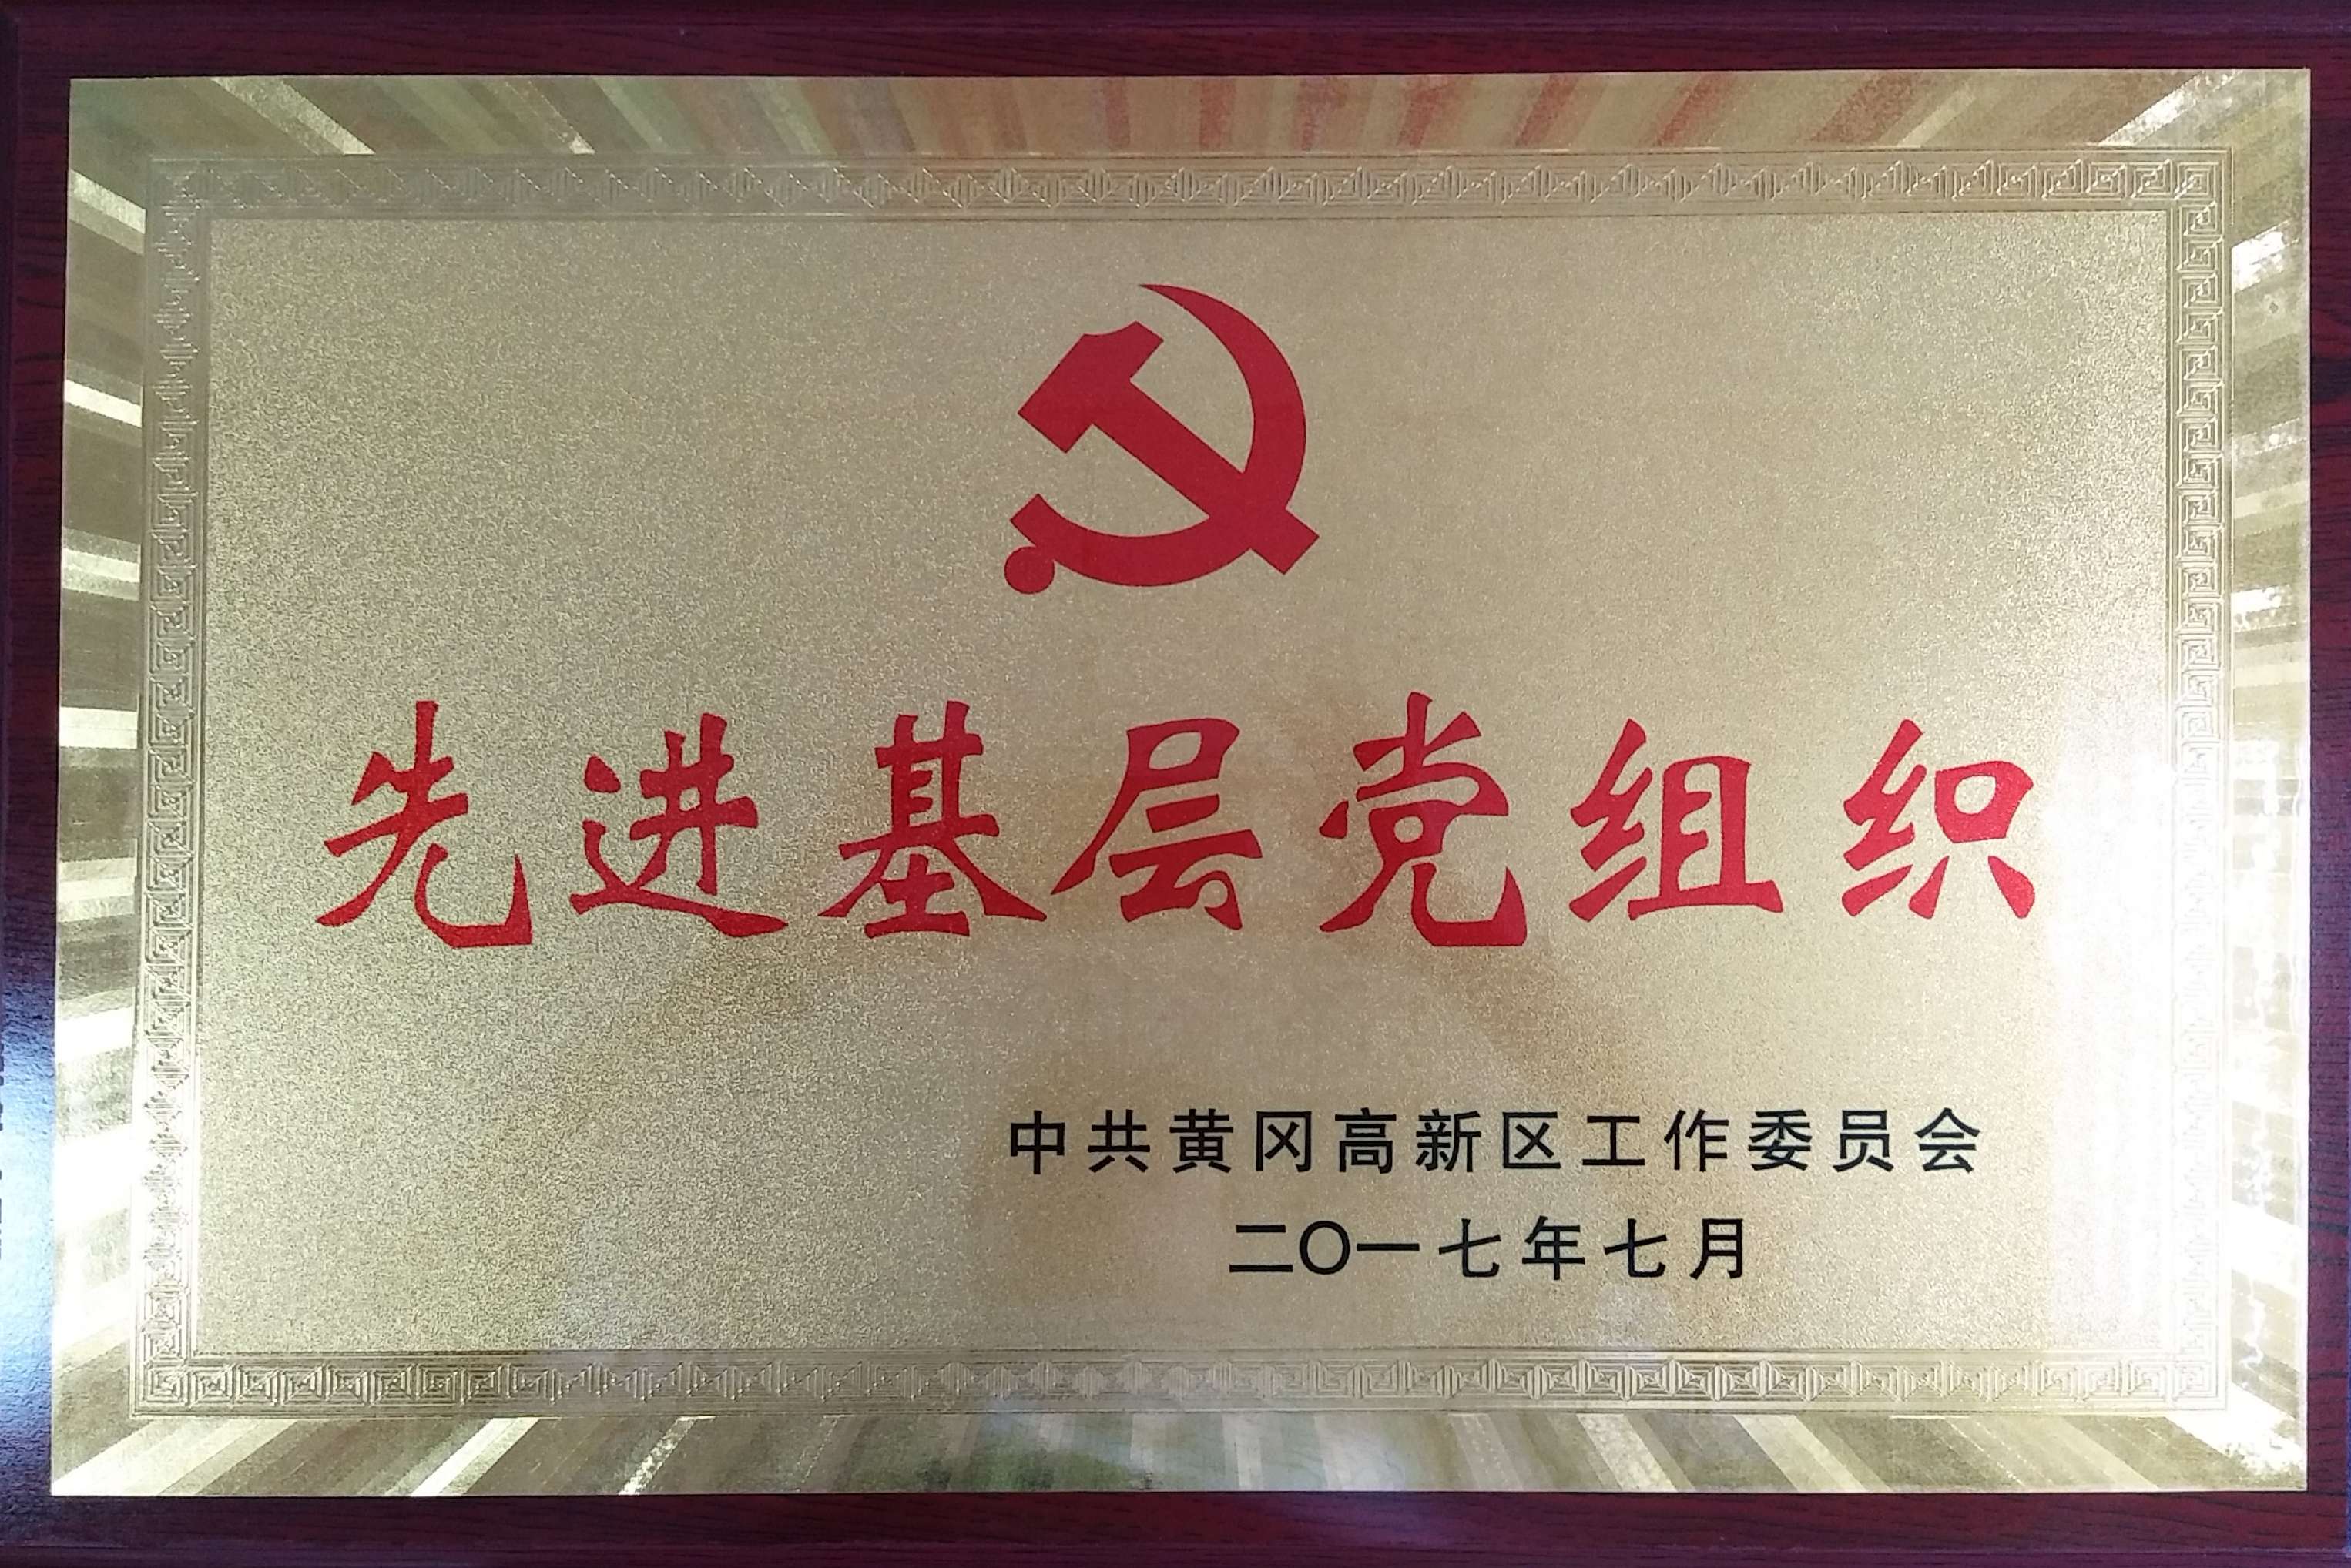 先进基层党组织
中共黄冈高新区工作委员会
二〇一七年七月